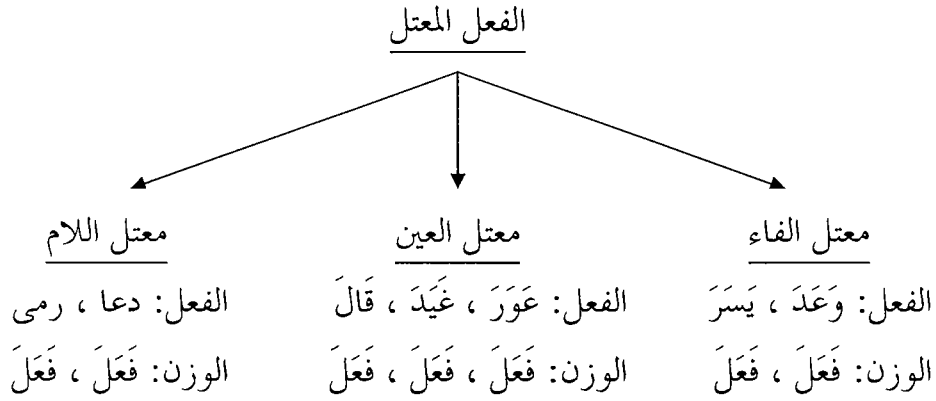 الفعل المعتل
معتل الفاء
الفعل: وَعَدَ ، يَسَرَ
الوزن: فَعَلَ ، فَعَلَ
معتل العين
الفعل: عَوَرَ ، غَيَدَ ، قَالَ
الوزن: فَعَلَ ، فَعَلَ ، فَعَلَ
معتل اللام
الفعل: دعا ، رمى
الوزن: فَعَلَ ، فَعَلَ